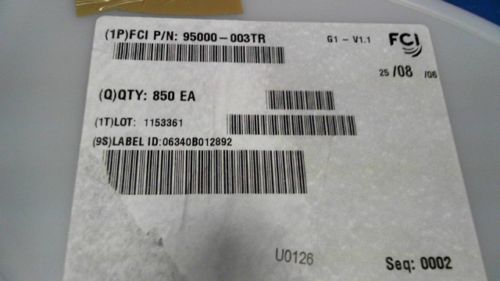 (1P)FCI P/N: 95000-003TR
G1 - V1.1
FCI
25 /08 /06
(Q)QTY: 850 EA
(1T)LOT: 1153361
(9S)LABEL ID:06340B012892
U0126
Seq: 0002